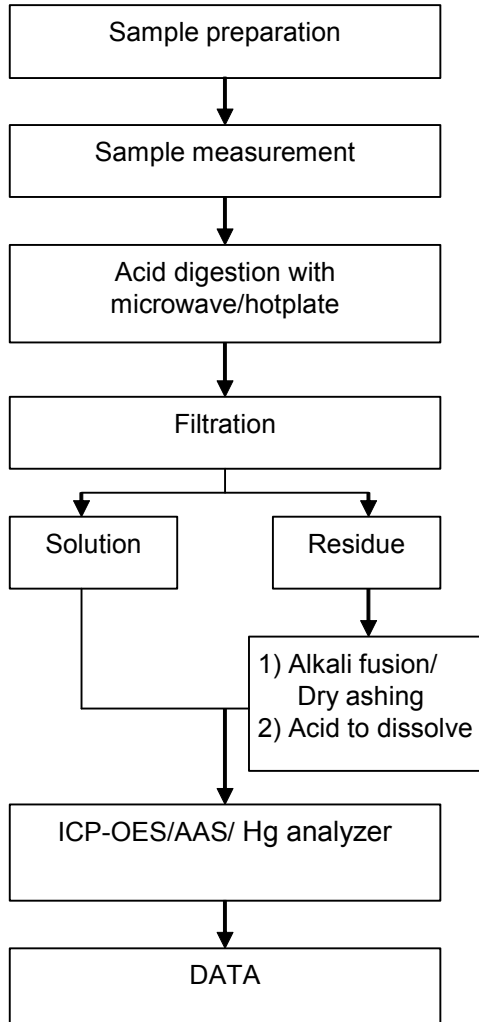 Sample preparation
Sample measurement
Acid digestion with
microwave/hotplate
Filtration
Solution
Residue
1) Alkali fusion/
Dry ashing
2) Acid to dissolve
ICP-OES/AAS/ Hg analyzer
DATA